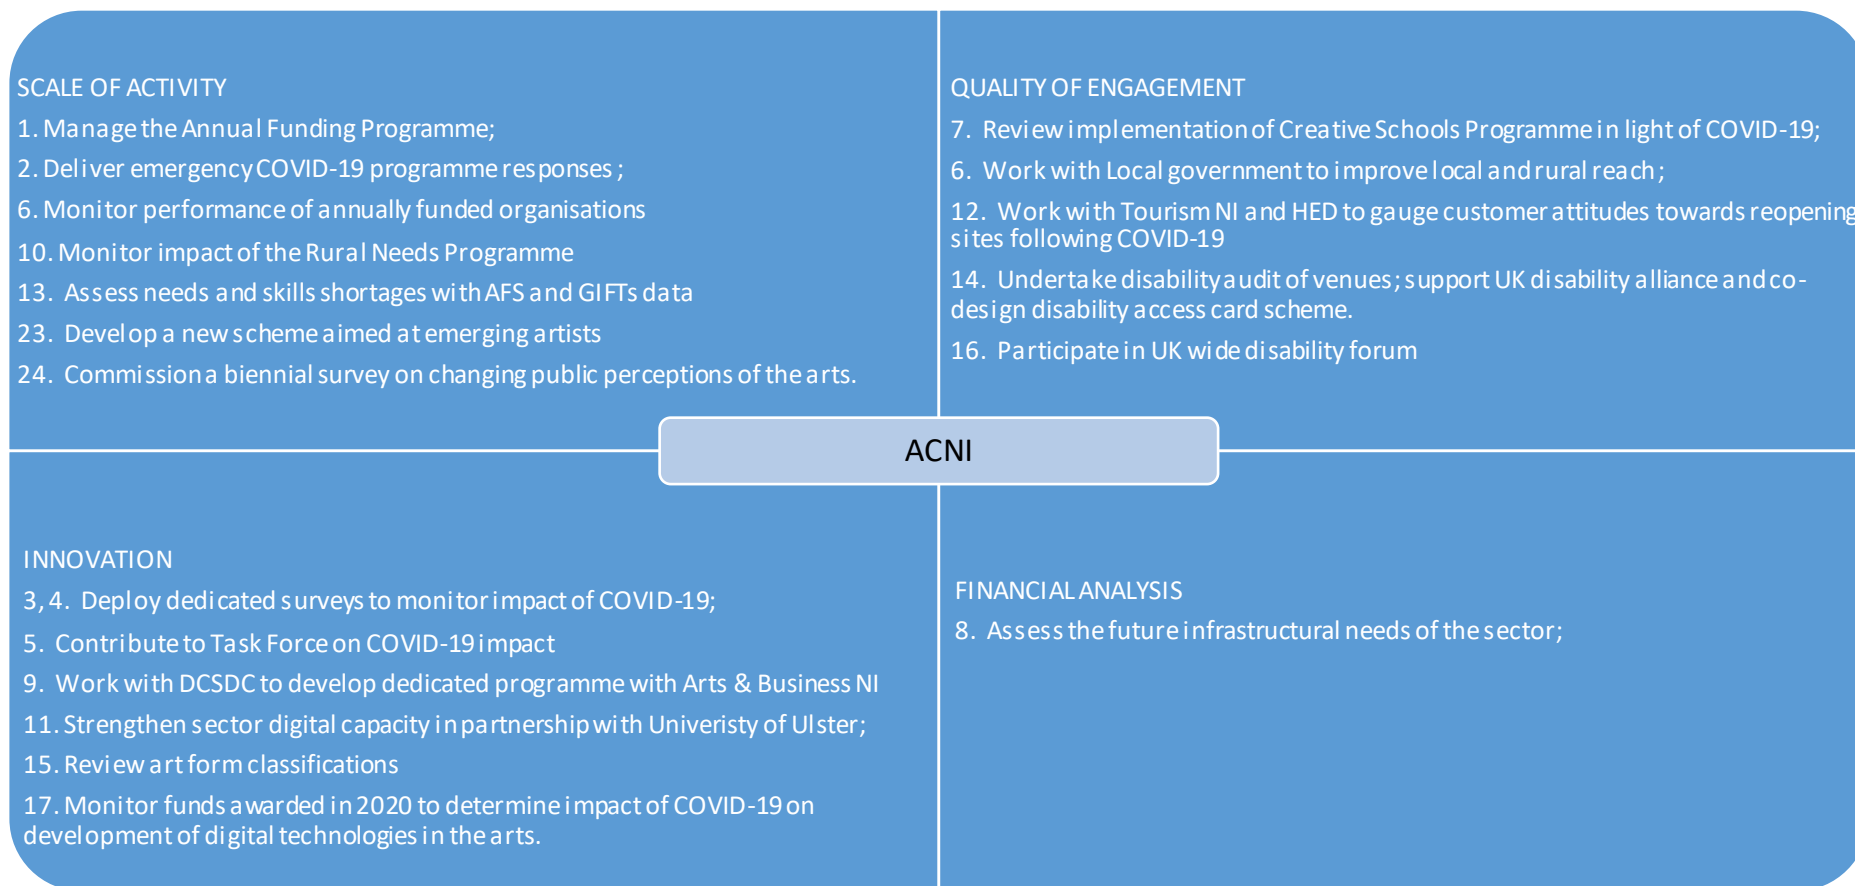 SCALE OF ACTIVITY
1. Manage the Annual Funding Programme;
2. Deliver emergency COVID-19 programme responses ;
6. Monitor performance of annually funded organisations
10. Monitor impact of the Rural Needs Programme
13. Assess needs and skills shortages with AFS and GIFTs data
23. Develop a new scheme aimed at emerging artists
24. Commission a biennial survey on changing public perceptions of the arts.
QUALITY OF ENGAGEMENT
7. Review implementation of Creative Schools Programme in light of COVID-19;
6. Work with Local government to improve local and rural reach;
12. Work with Tourism NI and HED to gauge customer attitudes towards reopening
sites following COVID-19
14. Undertake disability audit of venues; support UK disability alliance and co-
design disability access card scheme.
16. Participate in UK wide disability forum
ACNI
INNOVATION
3, 4. Deploy dedicated surveys to monitor impact of COVID-19;
5. Contribute to Task Force on COVID-19 impact
9. Work with DCSDC to develop dedicated programme with Arts & Business NI
11. Strengthen sector digital capacity in partnership with Univeristy of Ulster;
15. Review art form classifications
17. Monitor funds awarded in 2020 to determine impact of COVID-19 on
development of digital technologies in the arts.
FINANCIAL ANALYSIS
8. Assess the future infrastructural needs of the sector;